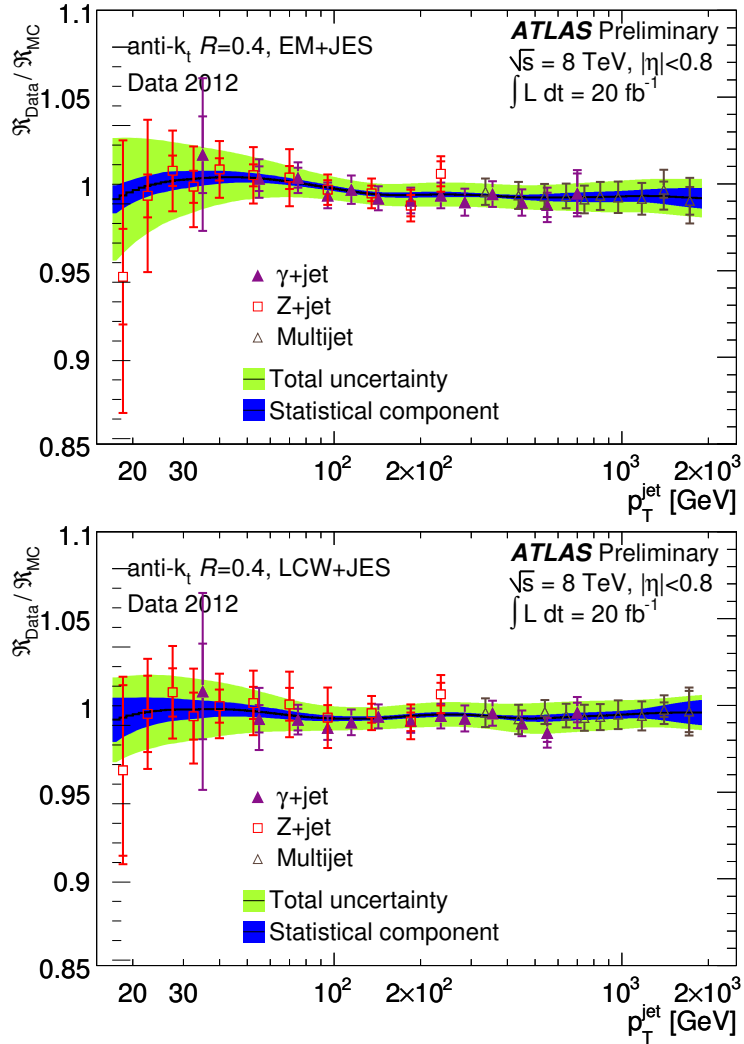 1.1
1.05
1
0.95
0.9
0.85
ℜData / ℜMC
anti-kt R=0.4, EM+JES
Data 2012
ATLAS Preliminary
√s = 8 TeV, |η|<0.8
∫ L dt = 20 fb⁻¹
γ+jet
Z+jet
Multijet
Total uncertainty
Statistical component
20 30 10² 2×10² 10³ 2×10³
pTjet [GeV]
1.1
1.05
1
0.95
0.9
0.85
ℜData / ℜMC
anti-kt R=0.4, LCW+JES
Data 2012
ATLAS Preliminary
√s = 8 TeV, |η|<0.8
∫ L dt = 20 fb⁻¹
γ+jet
Z+jet
Multijet
Total uncertainty
Statistical component
20 30 10² 2×10² 10³ 2×10³
pTjet [GeV]